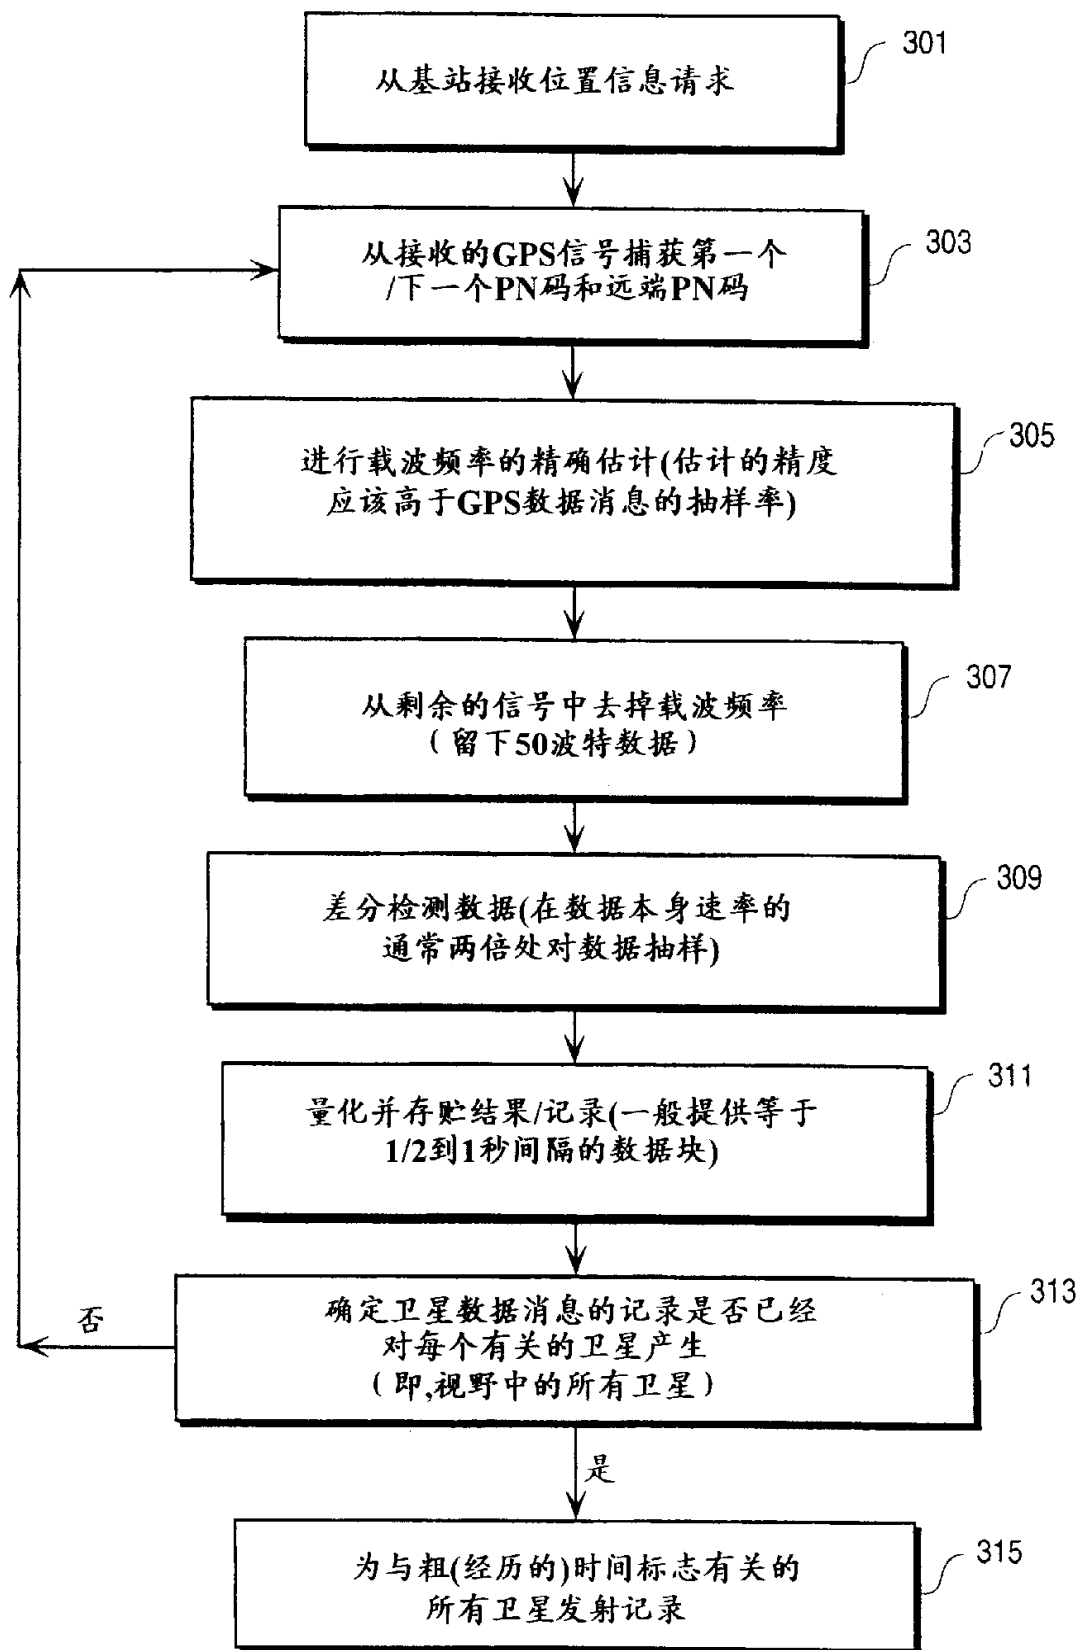 从基站接收位置信息请求
301
从接收的GPS信号捕获第一个
/下一个PN码和远端PN码
303
进行载波频率的精确估计(估计的精度
应该高于GPS数据消息的抽样率)
305
从剩余的信号中去掉载波频率
(留下50波特数据)
307
差分检测数据(在数据本身速率的
通常两倍处对数据抽样)
309
量化并存贮结果/记录(一般提供等于
1/2到1秒间隔的数据块)
311
确定卫星数据消息的记录是否已经
对每个有关的卫星产生
(即,视野中的所有卫星)
313
否
是
为与粗(经历的)时间标志有关的
所有卫星发射记录
315